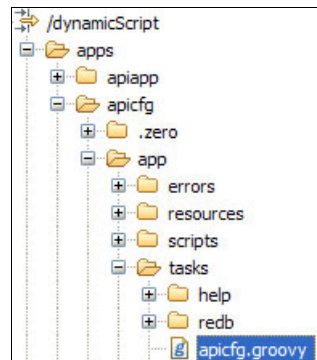 /dynamicScript
apps
apiapp
apicfg
.zero
app
errors
resources
scripts
tasks
help
redb
apicfg.groovy